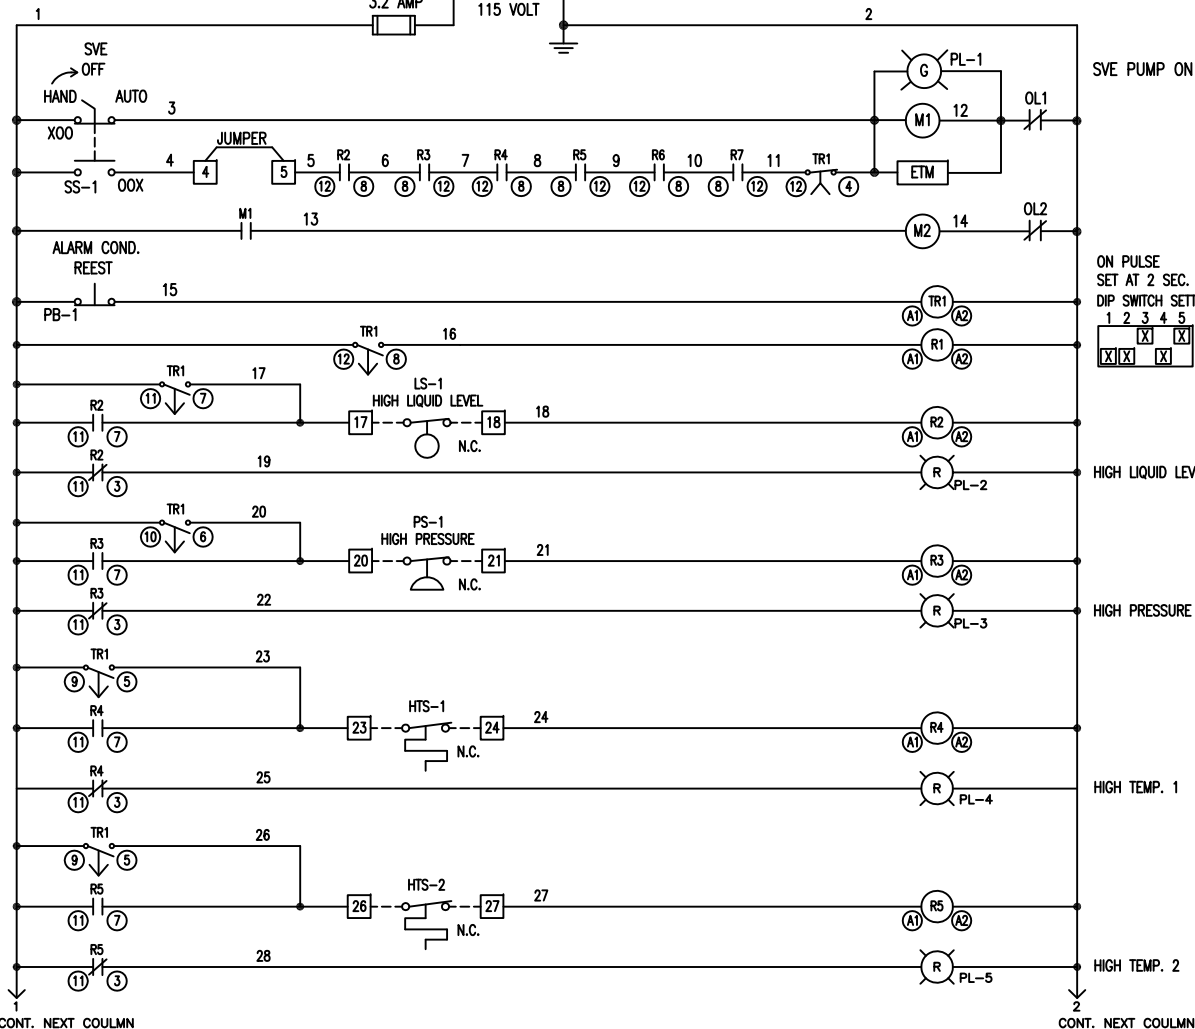 1
3.2 AMP
115 VOLT
2
SVE
OFF
HAND
AUTO
3
X00
G
PL-1
SVE PUMP ON
M1
12
OL1
JUMPER
SS-1
00X
4
4
5
5
R2
6
R3
7
R4
8
R5
9
R6
10
R7
11
TR1
12
8
8
12
12
8
8
12
12
8
8
12
12
4
ETM
M1
13
M2
14
OL2
ALARM COND.
REEST
PB-1
15
TR1
A1
A2
ON PULSE
SET AT 2 SEC.
DIP SWITCH SETT
1 2 3 4 5
X X
X X X
TR1
16
12
8
R1
A1
A2
TR1
17
11
7
LS-1
HIGH LIQUID LEVEL
R2
11
7
17
18
N.C.
18
R2
A1
A2
R2
19
11
3
R
PL-2
HIGH LIQUID LEV
TR1
20
10
6
PS-1
HIGH PRESSURE
R3
11
7
20
21
N.C.
21
R3
A1
A2
R3
22
11
3
R
PL-3
HIGH PRESSURE
TR1
23
9
5
HTS-1
R4
11
7
23
24
N.C.
24
R4
A1
A2
R4
25
11
3
R
PL-4
HIGH TEMP. 1
TR1
26
9
5
HTS-2
R5
11
7
26
27
N.C.
27
R5
A1
A2
R5
28
11
3
R
PL-5
HIGH TEMP. 2
1
CONT. NEXT COULMN
2
CONT. NEXT COULMN